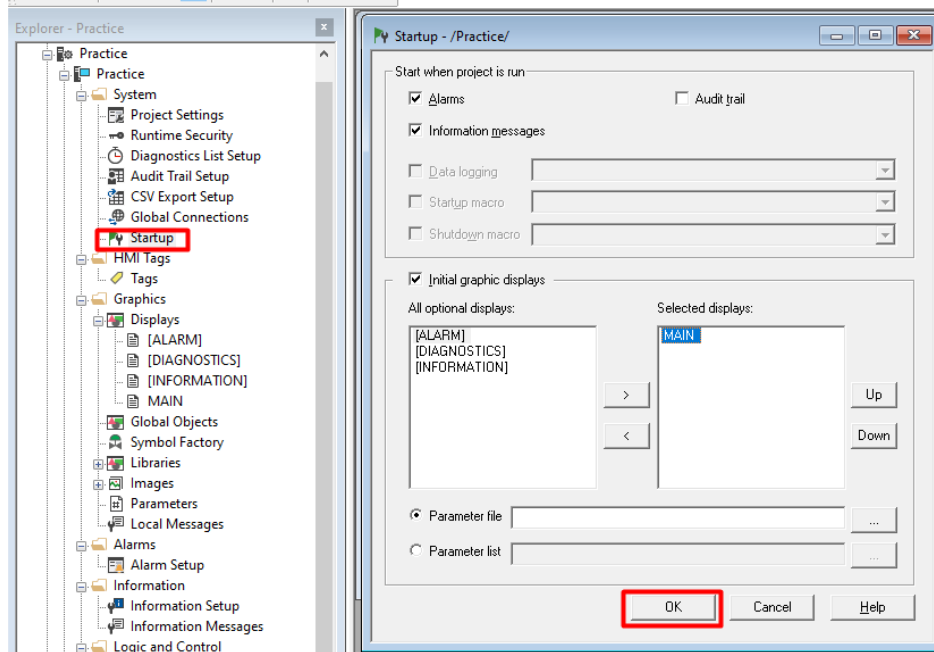 Explorer - Practice
Practice
Practice
System
Project Settings
Runtime Security
Diagnostics List Setup
Audit Trail Setup
CSV Export Setup
Global Connections
Startup
HMI Tags
Tags
Graphics
Displays
[ALARM]
[DIAGNOSTICS]
[INFORMATION]
MAIN
Global Objects
Symbol Factory
Libraries
Images
Parameters
Local Messages
Alarms
Alarm Setup
Information
Information Setup
Information Messages
Logic and Control
Startup - /Practice/
Start when project is run
Alarms
Audit trail
Information messages
Data logging
Startup macro
Shutdown macro
Initial graphic displays
All optional displays:
Selected displays:
[ALARM]
[DIAGNOSTICS]
[INFORMATION]
MAIN
>
<
Up
Down
Parameter file
...
Parameter list
...
OK
Cancel
Help